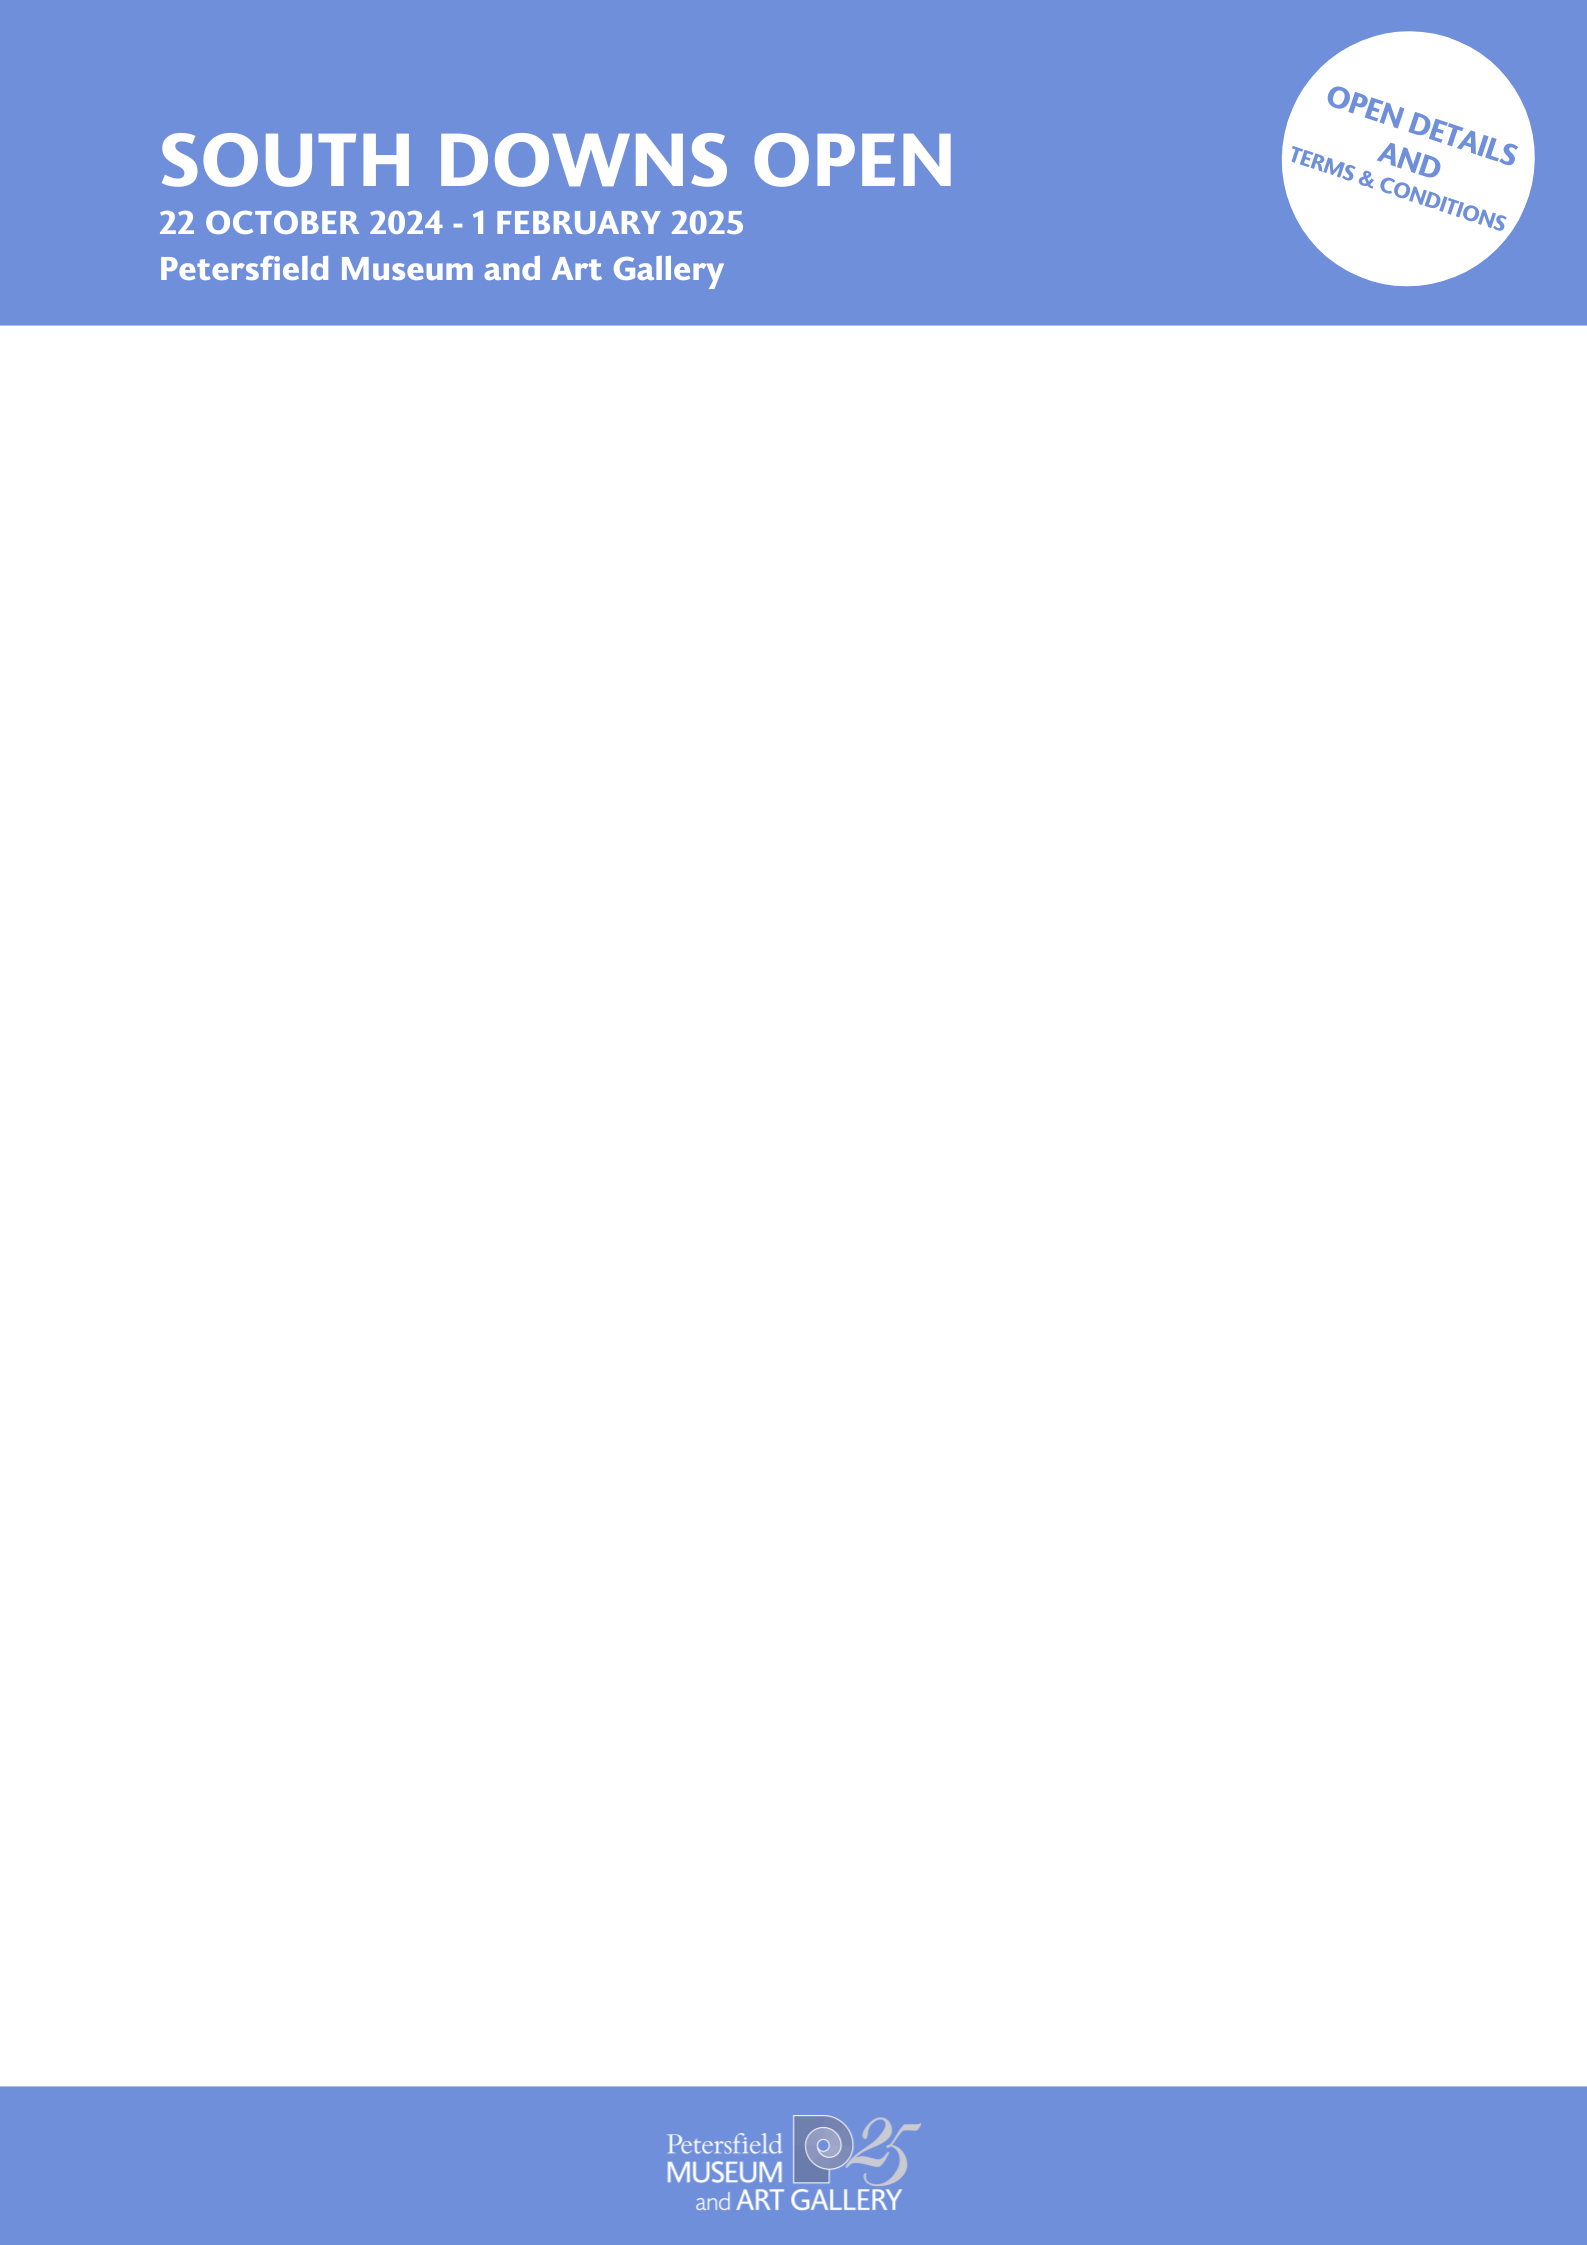 SOUTH DOWNS OPEN
22 OCTOBER 2024 - 1 FEBRUARY 2025
Petersfield Museum and Art Gallery
OPEN DETAILS
AND
TERMS & CONDITIONS
Petersfield
MUSEUM
and ART GALLERY
P25